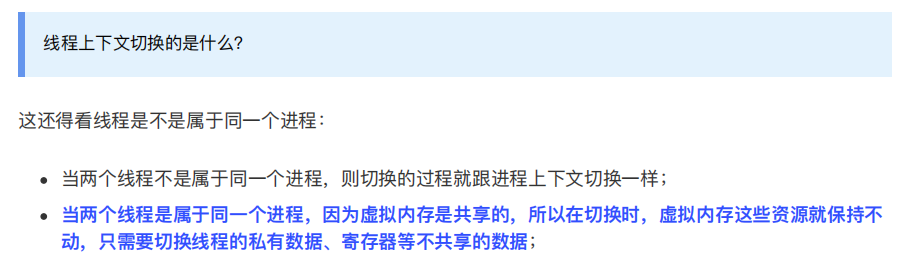 线程上下文切换的是什么？
这还得看线程是不是属于同一个进程：
• 当两个线程不是属于同一个进程，则切换的过程就跟进程上下文切换一样；
• 当两个线程是属于同一个进程，因为虚拟内存是共享的，所以在切换时，虚拟内存这些资源就保持不
动，只需要切换线程的私有数据、寄存器等不共享的数据；